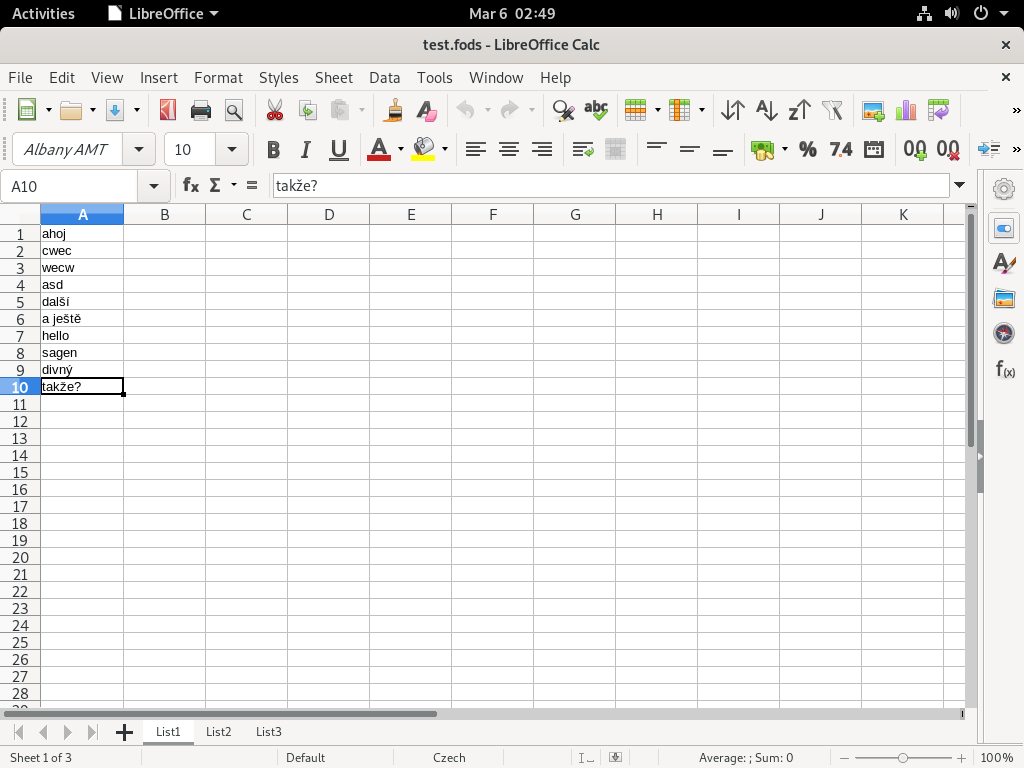 Activities LibreOffice Mar 6 02:49
test.fods - LibreOffice Calc
File Edit View Insert Format Styles Sheet Data Tools Window Help
Albany AMT 10
A10 takže?
A B C D E F G H I J K
1 ahoj
2 cwec
3 wecw
4 asd
5 další
6 a ještě
7 hello
8 sagen
9 divný
10 takže?
11
12
13
14
15
16
17
18
19
20
21
22
23
24
25
26
27
28
29
List1 List2 List3
Sheet 1 of 3 Default Czech Average: ; Sum: 0 100%